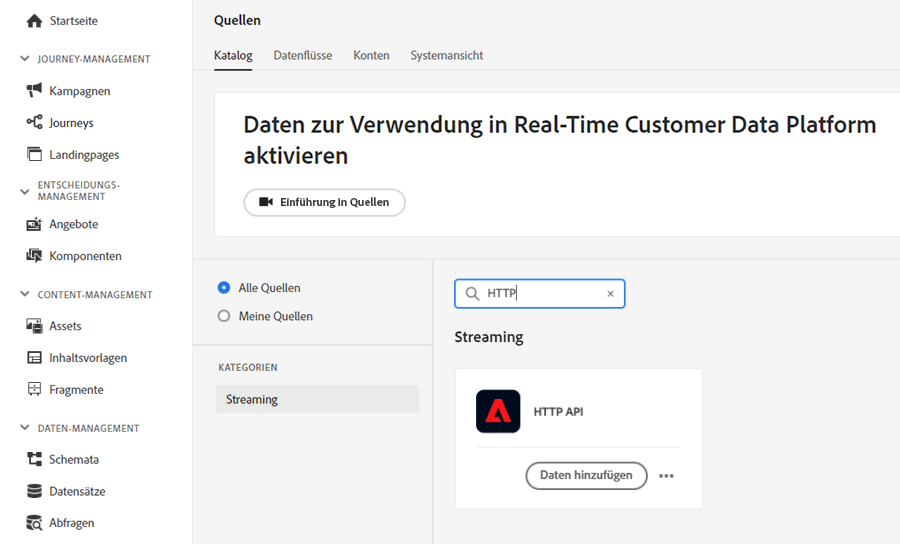 Startseite
JOURNEY-MANAGEMENT
Kampagnen
Journeys
Landingpages
ENTSCHEIDUNGS-
MANAGEMENT
Angebote
Komponenten
CONTENT-MANAGEMENT
Assets
Inhaltsvorlagen
Fragmente
DATEN-MANAGEMENT
Schemata
Datensätze
Abfragen
Quellen
Katalog Datenflüsse Konten Systemansicht
Daten zur Verwendung in Real-Time Customer Data Platform
aktivieren
Einführung in Quellen
Alle Quellen
Meine Quellen
KATEGORIEN
Streaming
HTTP
Streaming
HTTP API
Daten hinzufügen